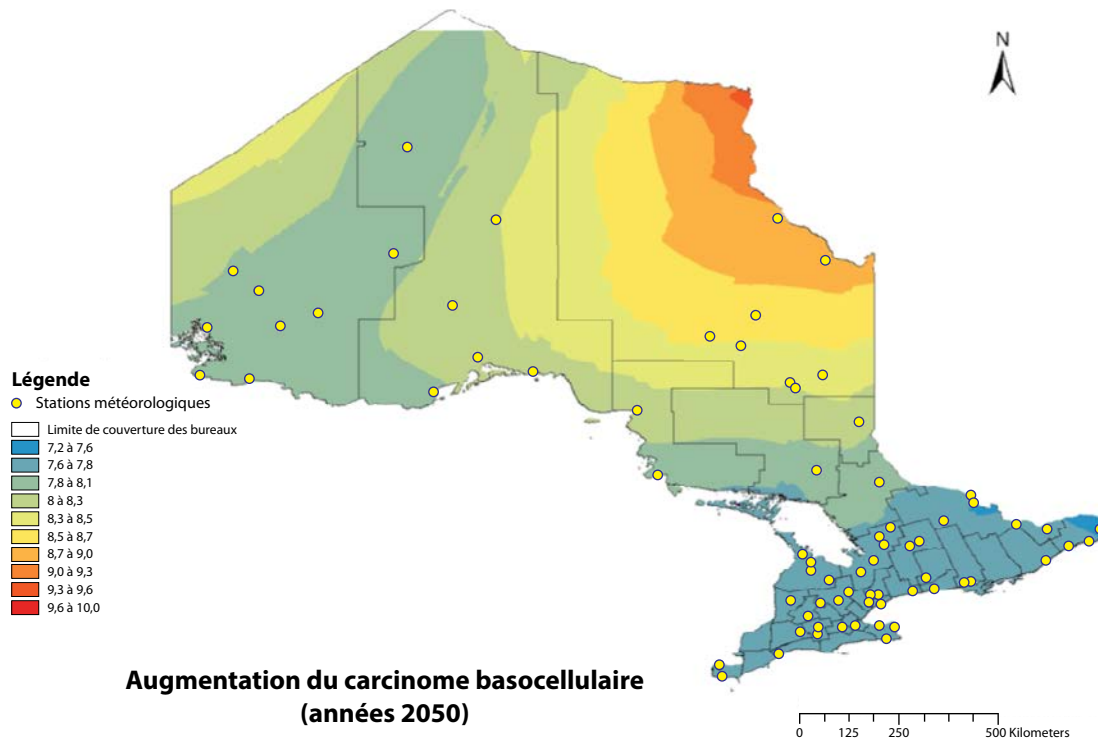 N
Légende
Stations météorologiques
Limite de couverture des bureaux
7,2 à 7,6
7,6 à 7,8
7,8 à 8,1
8 à 8,3
8,3 à 8,5
8,5 à 8,7
8,7 à 9,0
9,0 à 9,3
9,3 à 9,6
9,6 à 10,0
Augmentation du carcinome basocellulaire
(années 2050)
0 125 250 500 Kilometers